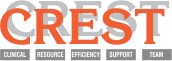 CREST
CLINICAL RESOURCE EFFICIENCY SUPPORT TEAM